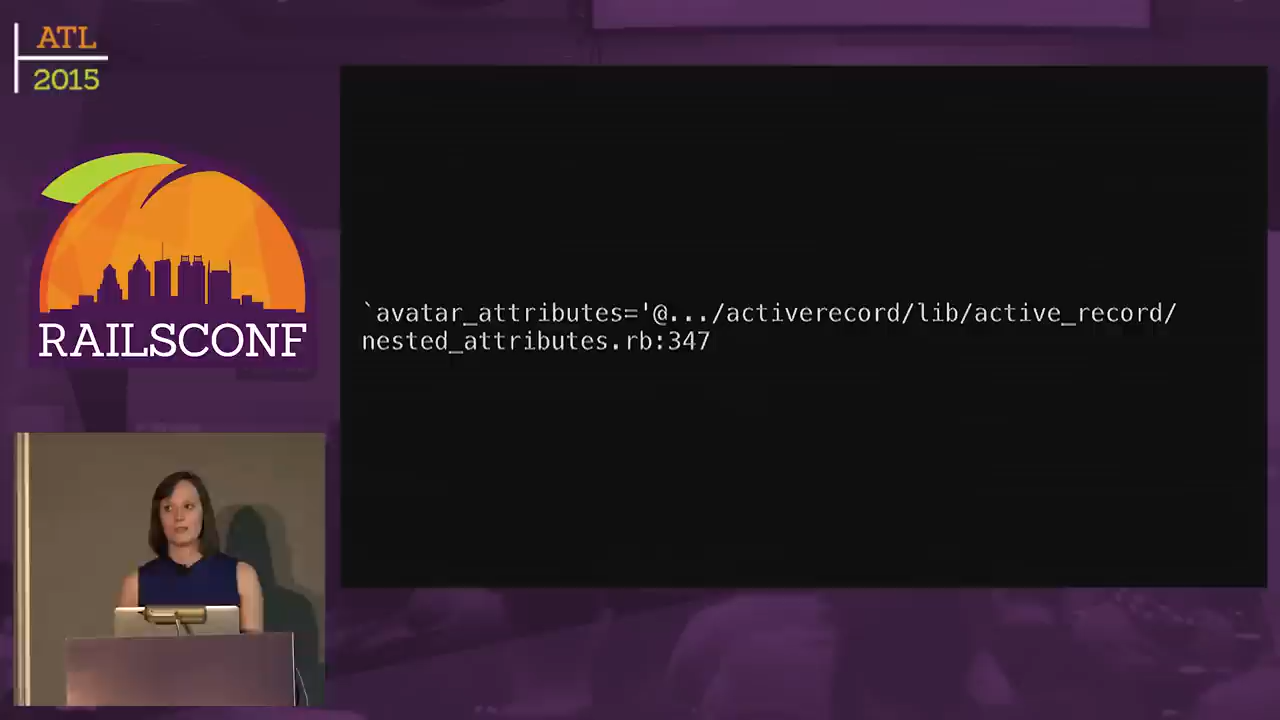 ATL
2015
RAILSCONF
`avatar_attributes='@.../activerecord/lib/active_record/
nested_attributes.rb:347